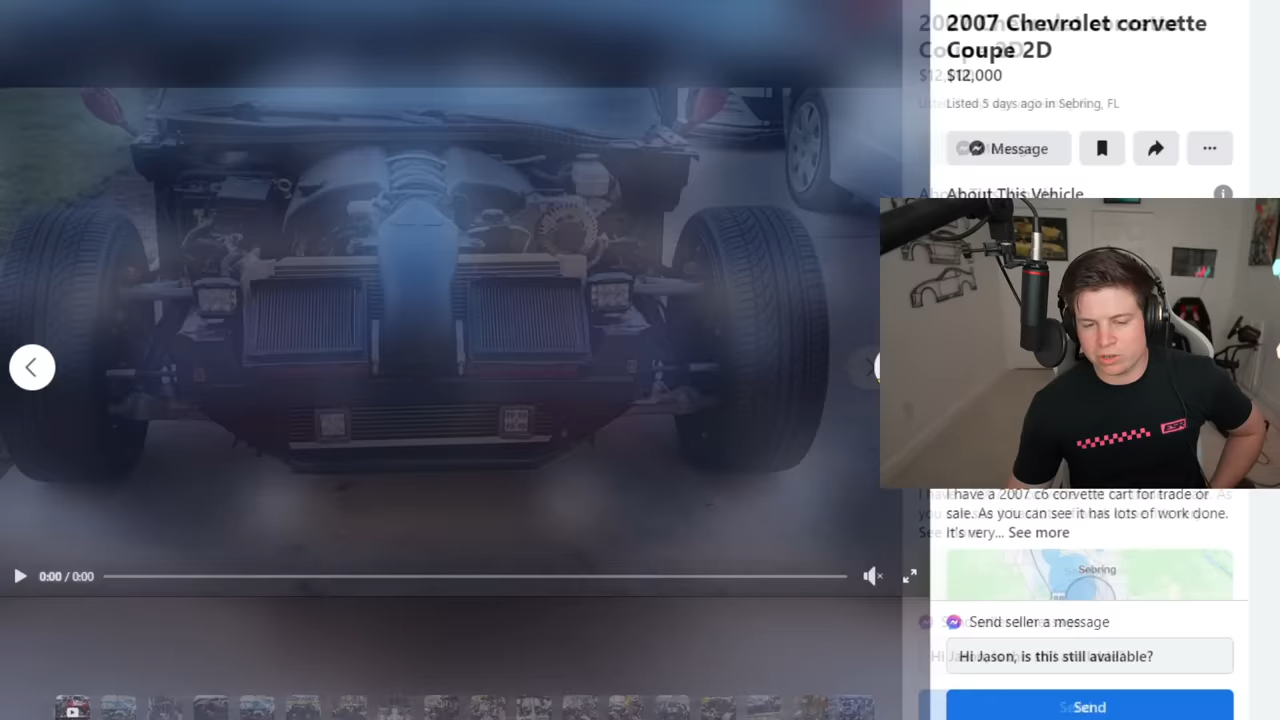 2007 Chevrolet corvette
Coupe 2D
$12,000
Listed 5 days ago in Sebring, FL
Message
About This Vehicle
ESR
I have a 2007 c6 corvette cart for trade or
sale. As you can see it has lots of work done.
It's very... See more
Sebring
0:00 / 0:00
Send seller a message
Hi Jason, is this still available?
Send